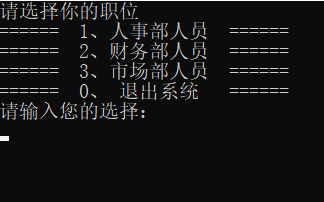 请选择你的职位
======  1、人事部人员  ======
======  2、财务部人员  ======
======  3、市场部人员  ======
======  0、 退出系统   ======
请输入您的选择：